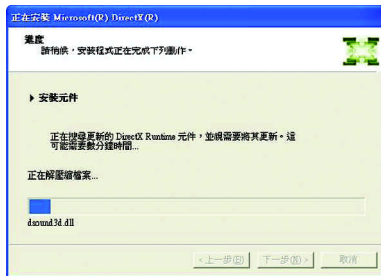 正在安裝 Microsoft(R) DirectX(R)
進度
請稍候，安裝程式正在完成下列動作。
安裝元件
正在搜尋更新的 DirectX Runtime 元件，並視需要將其更新。這
可能需要數分鐘時間...
正在解壓縮檔案...
dsound3d.dll
<上一步(B) 下一步(N)> 取消